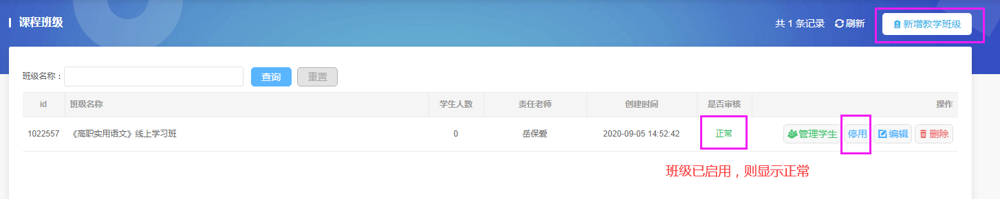 课程班级
共 1 条记录 刷新 新增教学班级
班级名称： 查询 重置
id 班级名称 学生人数 责任老师 创建时间 是否审核 操作
1022557 《高职实用语文》线上学习班 0 岳保爱 2020-09-05 14:52:42 正常 管理学生 停用 编辑 删除
班级已启用，则显示正常